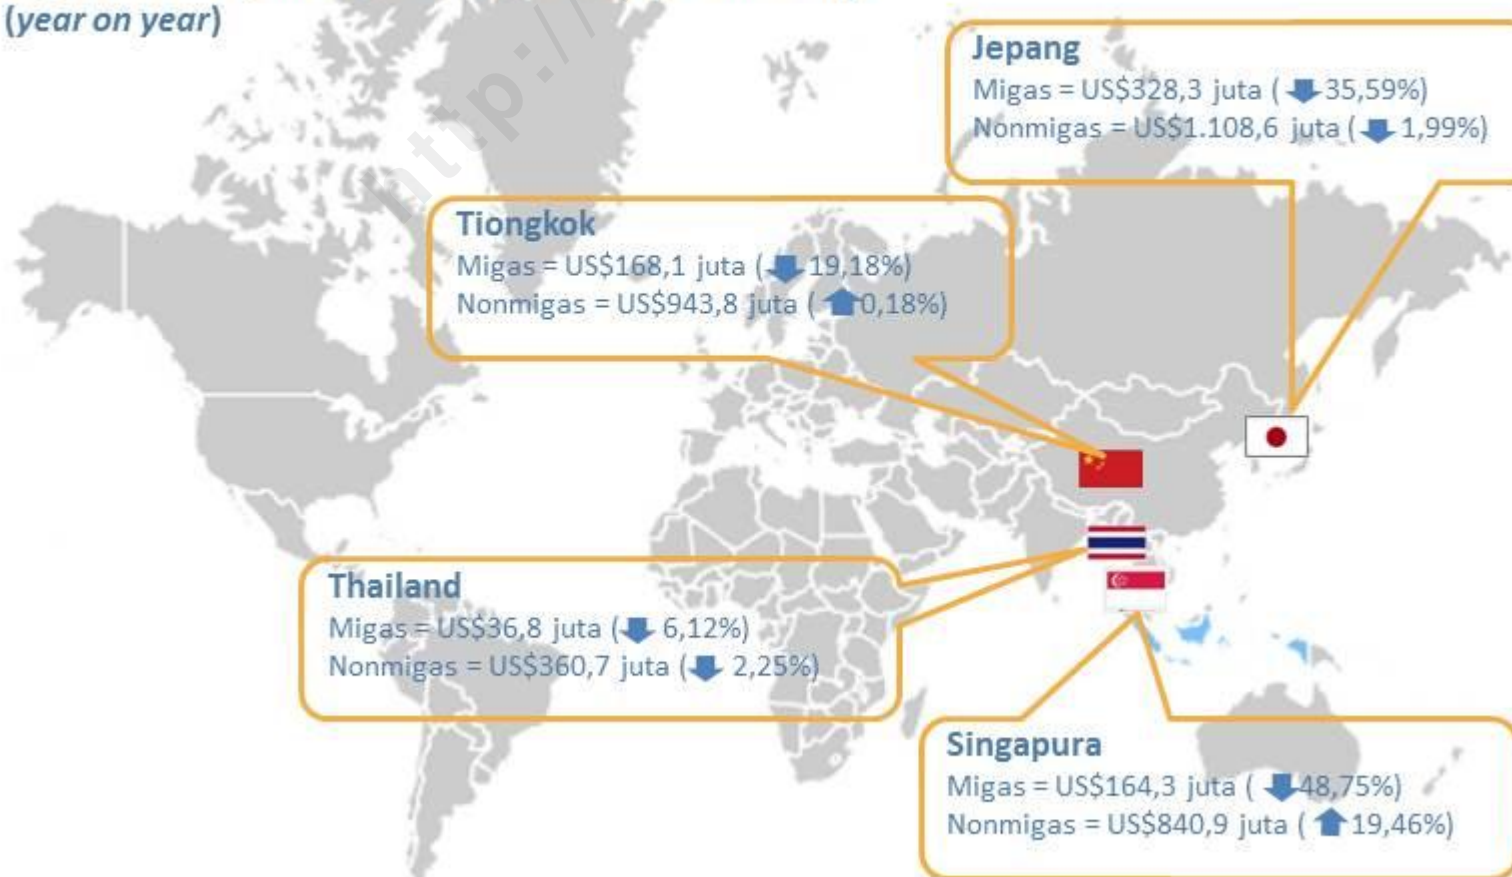 (year on year)
http://
Jepang
Migas = US$328,3 juta ( 35,59%)
Nonmigas = US$1.108,6 juta ( 1,99%)
Tiongkok
Migas = US$168,1 juta ( 19,18%)
Nonmigas = US$943,8 juta ( 0,18%)
Thailand
Migas = US$36,8 juta ( 6,12%)
Nonmigas = US$360,7 juta ( 2,25%)
Singapura
Migas = US$164,3 juta ( 48,75%)
Nonmigas = US$840,9 juta ( 19,46%)